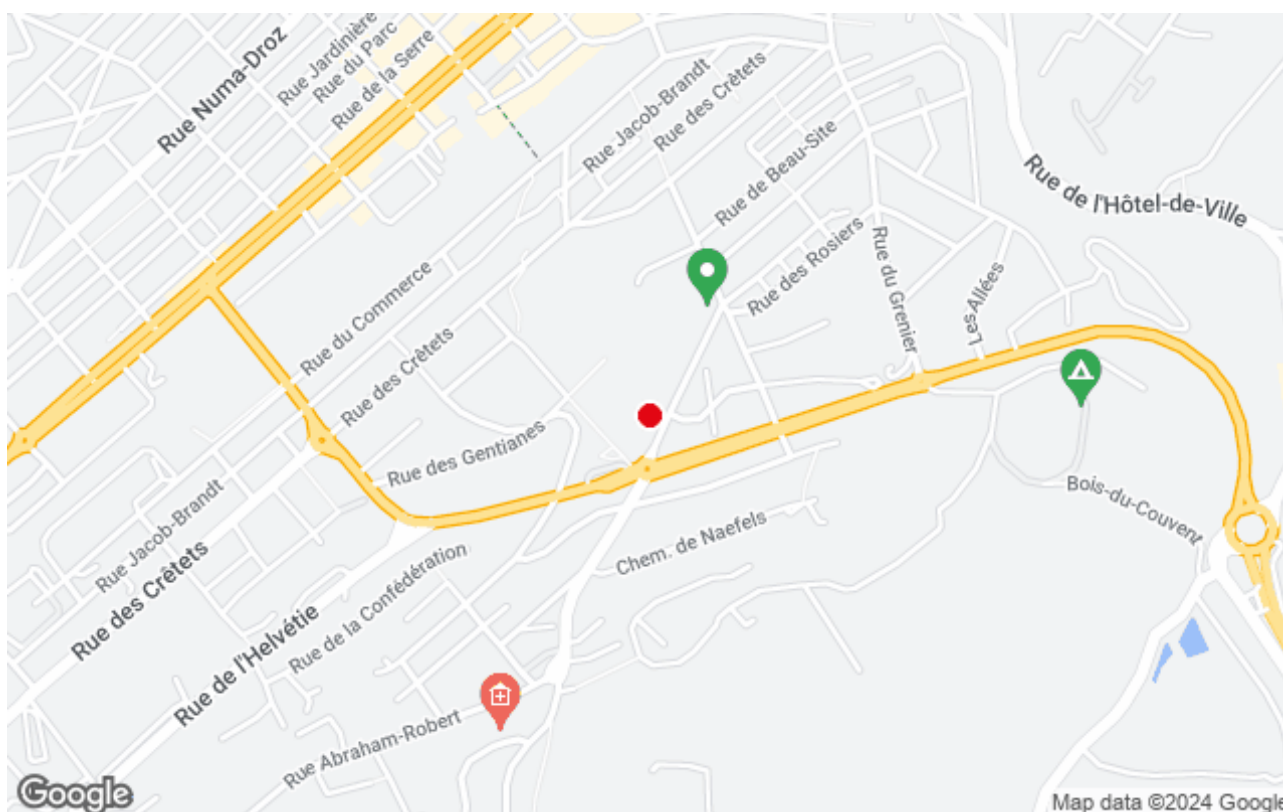 Rue Numa-Droz
Rue Jardinière
Rue du Parc
Rue de la Serre
Rue Jacob-Brandt
Rue des Crêtets
Rue de Beau-Site
Rue de l'Hôtel-de-Ville
Rue des Rosiers
Rue du Grenier
Les Allées
Rue du Commerce
Rue des Crêtets
Rue des Gentianes
Bois-du-Couvent
Rue Jacob-Brandt
Chem. de Naefels
Rue des Crêtets
Rue de la Confédération
Rue de l'Helvétie
Rue Abraham-Robert
Google
Map data ©2024 Google